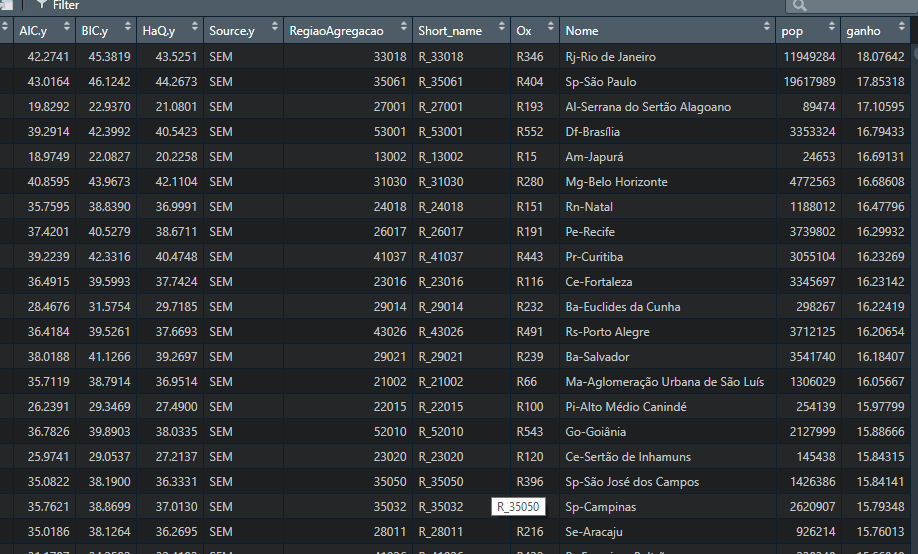 Filter
AIC.y BIC.y HaQ.y Source.y RegiaoAgregacao Short_name Ox Nome pop ganho
42.2741 45.3819 43.5251 SEM 33018 R_33018 R346 Rj-Rio de Janeiro 11949284 18.07642
43.0164 46.1242 44.2673 SEM 35061 R_35061 R404 Sp-São Paulo 19617989 17.85318
19.8292 22.9370 21.0801 SEM 27001 R_27001 R193 Al-Serrana do Sertão Alagoano 89474 17.10595
39.2914 42.3992 40.5423 SEM 53001 R_53001 R552 Df-Brasília 3353324 16.79433
18.9749 22.0827 20.2258 SEM 13002 R_13002 R15 Am-Japurá 24653 16.69131
40.8595 43.9673 42.1104 SEM 31030 R_31030 R280 Mg-Belo Horizonte 4772563 16.68608
35.7595 38.8390 36.9991 SEM 24018 R_24018 R151 Rn-Natal 1188012 16.47796
37.4201 40.5279 38.6711 SEM 26017 R_26017 R191 Pe-Recife 3739802 16.29932
39.2239 42.3316 40.4748 SEM 41037 R_41037 R443 Pr-Curitiba 3055104 16.23269
36.4915 39.5993 37.7424 SEM 23016 R_23016 R116 Ce-Fortaleza 3345697 16.23142
28.4676 31.5754 29.7185 SEM 29014 R_29014 R232 Ba-Euclides da Cunha 298267 16.22419
36.4184 39.5261 37.6693 SEM 43026 R_43026 R491 Rs-Porto Alegre 3712125 16.20654
38.0188 41.1266 39.2697 SEM 29021 R_29021 R239 Ba-Salvador 3541740 16.18407
35.7119 38.7914 36.9514 SEM 21002 R_21002 R66 Ma-Aglomeração Urbana de São Luís 1306029 16.05667
26.2391 29.3469 27.4900 SEM 22015 R_22015 R100 Pi-Alto Médio Canindé 254139 15.97799
36.7826 39.8903 38.0335 SEM 52010 R_52010 R543 Go-Goiânia 2127999 15.88666
25.9741 29.0537 27.2137 SEM 23020 R_23020 R120 Ce-Sertão de Inhamuns 145438 15.84315
35.0822 38.1900 36.3331 SEM 35050 R_35050 R396 Sp-São José dos Campos 1426386 15.84141
35.7621 38.8699 37.0130 SEM 35032 R_35032 R_35050 Sp-Campinas 2620907 15.79348
35.0186 38.1264 36.2695 SEM 28011 R_28011 R216 Se-Aracaju 926214 15.76013